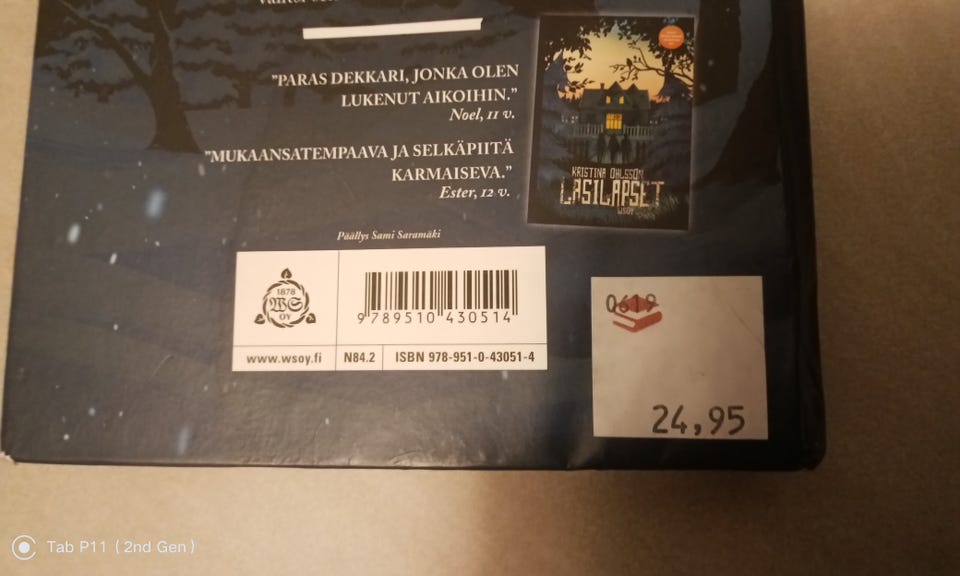 "PARAS DEKKARI, JONKA OLEN
LUKENUT AIKOIHIN."
Noel, 11 v.
"MUKAANSATEMPAAVA JA SELKÄPIITÄ
KARMAISEVA."
Ester, 12 v.
KRISTINA OHLSSON
LASILAPSET
WSOY
Päällys Sami Saramäki
1878
WS
OY
9 789510 430514
www.wsoy.fi
N84.2
ISBN 978-951-0-43051-4
0619
24,95
Tab P11 (2nd Gen)